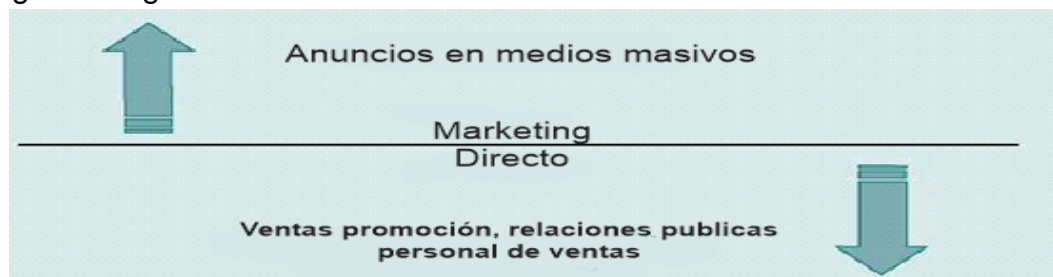 Anuncios en medios masivos
Marketing
Directo
Ventas promoción, relaciones publicas
personal de ventas